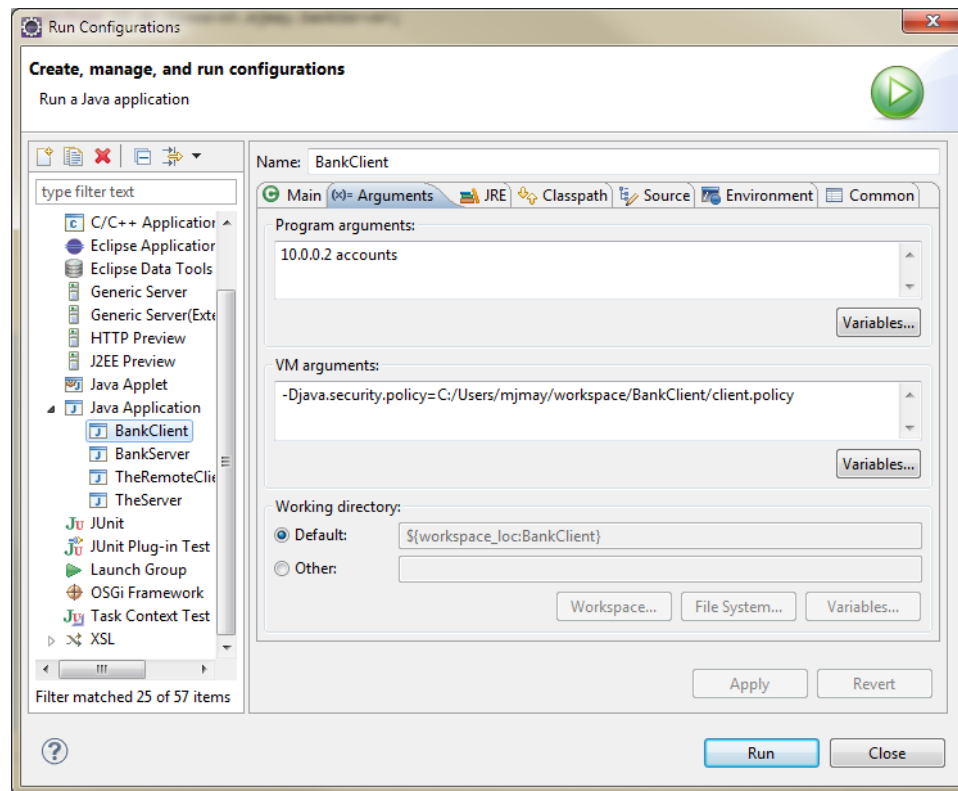 Run Configurations
Create, manage, and run configurations
Run a Java application
type filter text
C/C++ Application
Eclipse Application
Eclipse Data Tools
Generic Server
Generic Server(Exte
HTTP Preview
J2EE Preview
Java Applet
Java Application
BankClient
BankServer
TheRemoteClie
TheServer
JUnit
JUnit Plug-in Test
Launch Group
OSGi Framework
Task Context Test
XSL
Filter matched 25 of 57 items
Name: BankClient
Main (x)= Arguments JRE Classpath Source Environment Common
Program arguments:
10.0.0.2 accounts
Variables...
VM arguments:
-Djava.security.policy=C:/Users/mjmay/workspace/BankClient/client.policy
Variables...
Working directory:
Default: ${workspace_loc:BankClient}
Other:
Workspace... File System... Variables...
Apply Revert
Run Close